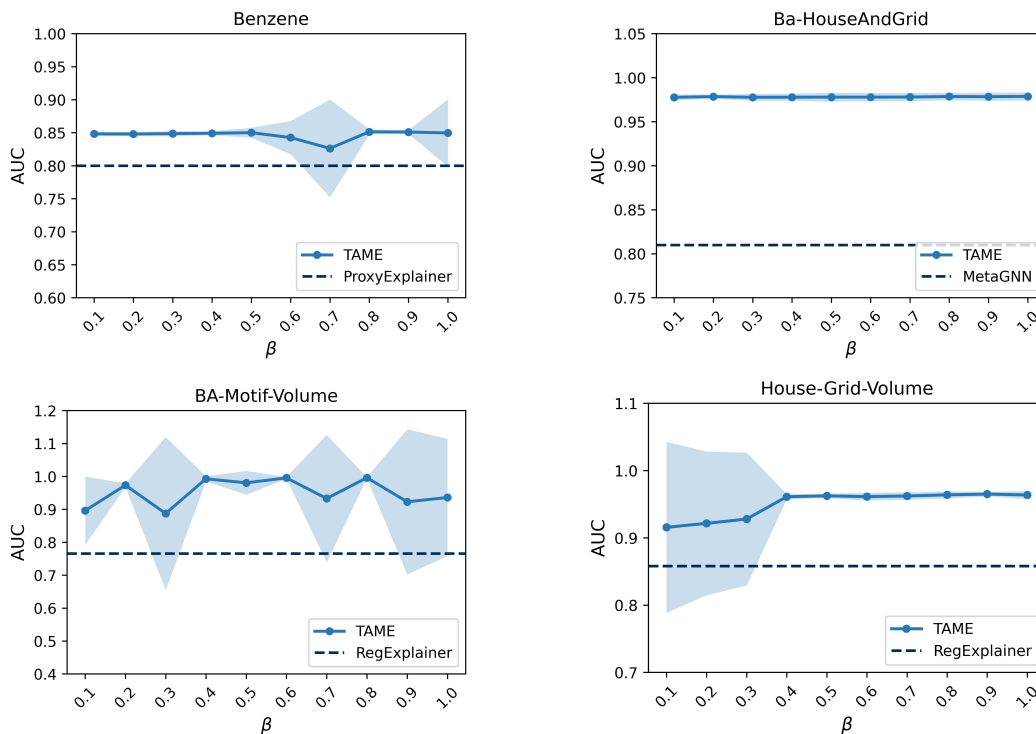 Benzene
1.00
0.95
0.90
0.85
0.80
0.75
0.70
0.65
0.60
AUC
TAME
ProxyExplainer
0.1 0.2 0.3 0.4 0.5 0.6 0.7 0.8 0.9 1.0
β
Ba-HouseAndGrid
1.05
1.00
0.95
0.90
0.85
0.80
0.75
AUC
TAME
MetaGNN
0.1 0.2 0.3 0.4 0.5 0.6 0.7 0.8 0.9 1.0
β
BA-Motif-Volume
1.2
1.1
1.0
0.9
0.8
0.7
0.6
0.5
0.4
AUC
TAME
RegExplainer
0.1 0.2 0.3 0.4 0.5 0.6 0.7 0.8 0.9 1.0
β
House-Grid-Volume
1.1
1.0
0.9
0.8
0.7
AUC
TAME
RegExplainer
0.1 0.2 0.3 0.4 0.5 0.6 0.7 0.8 0.9 1.0
β